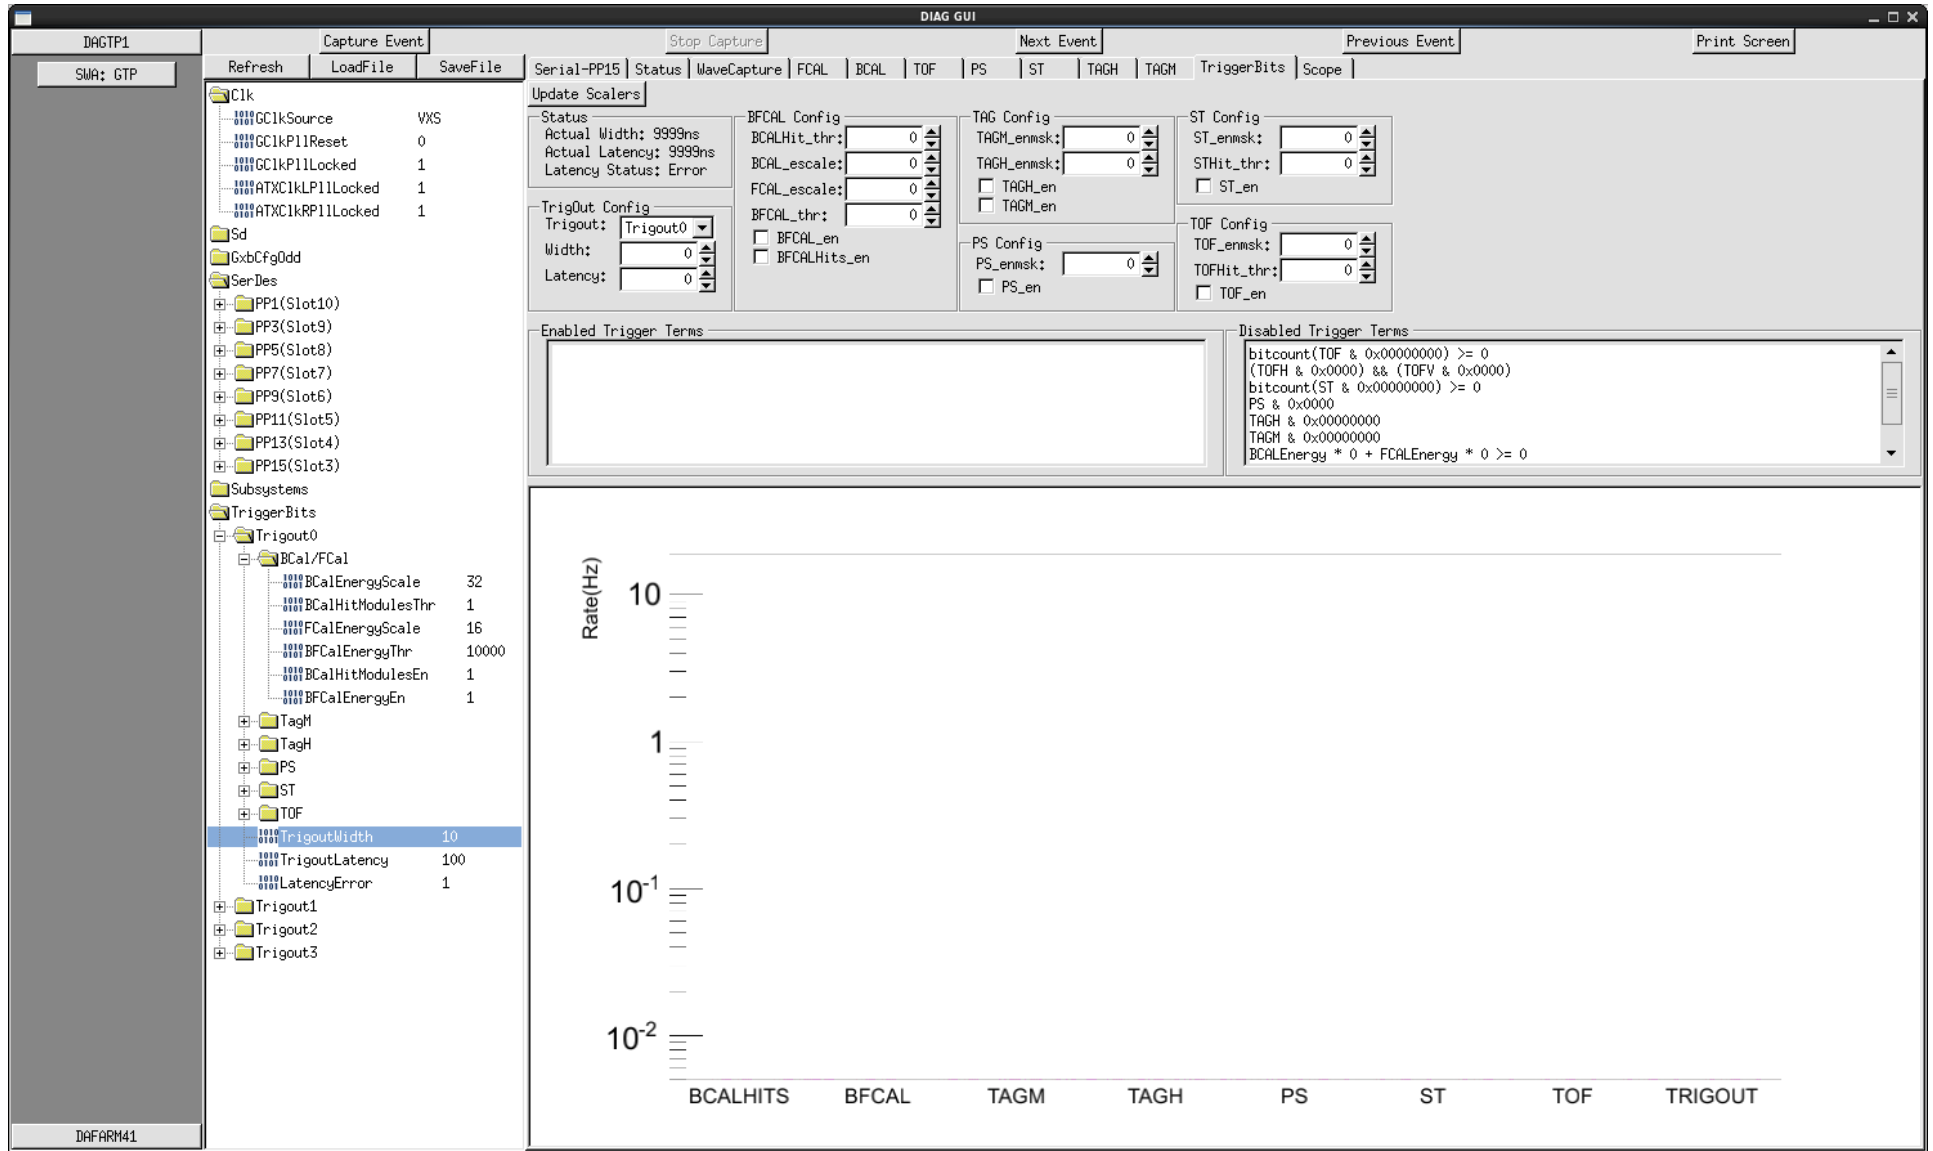 DIAG GUI
DAGTP1
Capture Event
Stop Capture
Next Event
Previous Event
Print Screen
SWA: GTP
Refresh
LoadFile
SaveFile
Serial-PP15
Status
WaveCapture
FCAL
BCAL
TOF
PS
ST
TAGH
TAGM
TriggerBits
Scope
Clk
GClkSource VXS
GClkPllReset 0
GClkPllLocked 1
ATXClkLPllLocked 1
ATXClkRPllLocked 1
Sd
GxbCfgOdd
SerDes
PP1(Slot10)
PP3(Slot9)
PP5(Slot8)
PP7(Slot7)
PP9(Slot6)
PP11(Slot5)
PP13(Slot4)
PP15(Slot3)
Subsystems
TriggerBits
Trigout0
BCal/FCal
BCalEnergyScale 32
BCalHitModulesThr 1
FCalEnergyScale 16
BFCalEnergyThr 10000
BCalHitModulesEn 1
BFCalEnergyEn 1
TagM
TagH
PS
ST
TOF
TrigoutWidth 10
TrigoutLatency 100
LatencyError 1
Trigout1
Trigout2
Trigout3
DAFARM41
Update Scalers
Status
Actual Width: 9999ns
Actual Latency: 9999ns
Latency Status: Error
TrigOut Config
Trigout: Trigout0
Width: 0
Latency: 0
BFCAL Config
BCALHit_thr: 0
BCAL_escale: 0
FCAL_escale: 0
BFCAL_thr: 0
BFCAL_en
BFCALHits_en
TAG Config
TAGM_enmsk: 0
TAGH_enmsk: 0
TAGH_en
TAGM_en
PS Config
PS_enmsk: 0
PS_en
ST Config
ST_enmsk: 0
STHit_thr: 0
ST_en
TOF Config
TOF_enmsk: 0
TOFHit_thr: 0
TOF_en
Enabled Trigger Terms
Disabled Trigger Terms
bitcount(TOF & 0x00000000) >= 0
(TOFH & 0x0000) && (TOFV & 0x0000)
bitcount(ST & 0x00000000) >= 0
PS & 0x0000
TAGH & 0x00000000
TAGM & 0x00000000
BCALEnergy * 0 + FCALEnergy * 0 >= 0
Rate(Hz)
10
1
10-1
10-2
BCALHITS
BFCAL
TAGM
TAGH
PS
ST
TOF
TRIGOUT